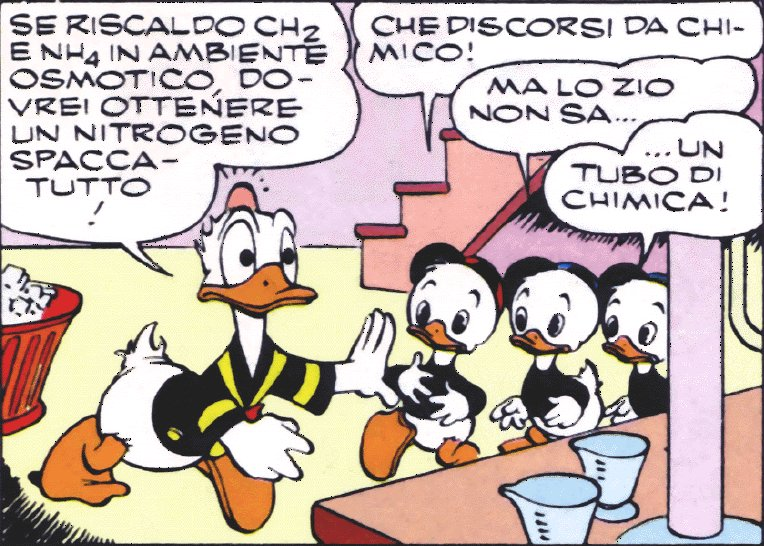 SE RISCALDO CH2
E NH4 IN AMBIENTE
OSMOTICO, DO-
VREI OTTENERE
UN NITROGENO
SPACCA-
TUTTO
!
CHE DISCORSI DA CHI-
MICO!
MA LO ZIO
NON SA...
...UN
TUBO DI
CHIMICA!